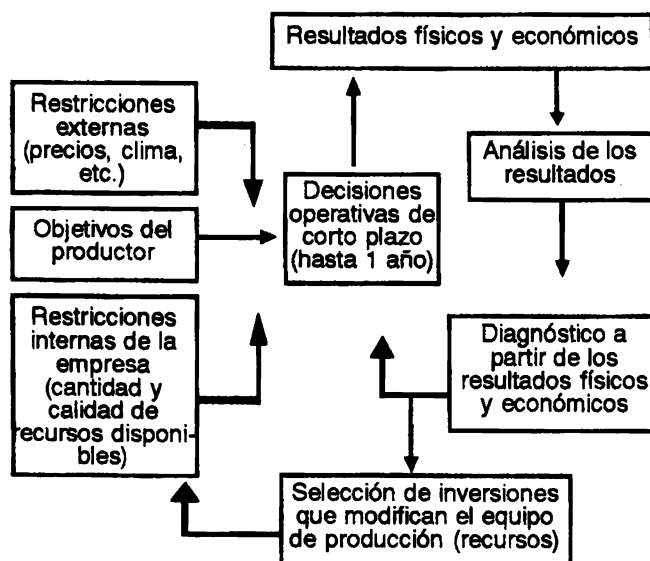 Resultados físicos y económicos
Restricciones
externas
(precios, clima,
etc.)
Análisis de los
resultados
Decisiones
operativas de
corto plazo
(hasta 1 año)
Objetivos del
productor
Restricciones
internas de la
empresa
(cantidad y
calidad de
recursos disponi-
bles)
Diagnóstico a
partir de los
resultados físicos
y económicos
Selección de inversiones
que modifican el equipo
de producción (recursos)